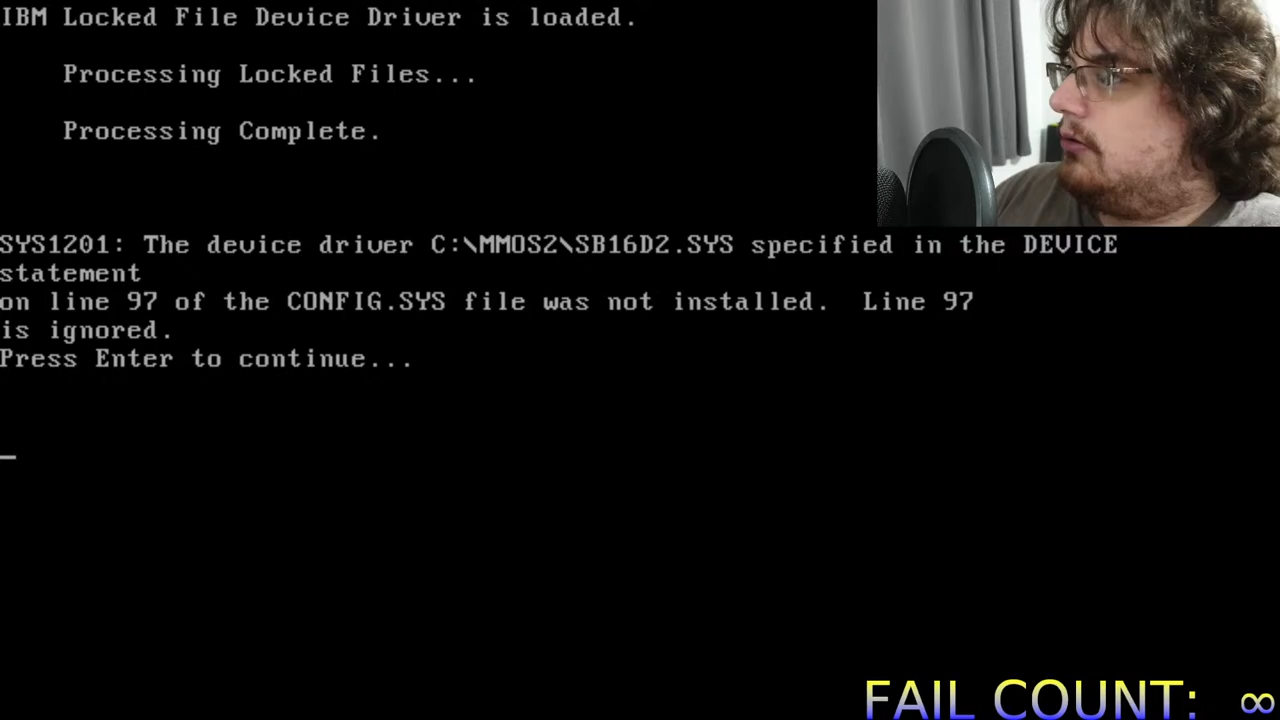 IBM Locked File Device Driver is loaded.
Processing Locked Files...
Processing Complete.
SYS1201: The device driver C:\MMOS2\SB16D2.SYS specified in the DEVICE
statement
on line 97 of the CONFIG.SYS file was not installed.  Line 97
is ignored.
Press Enter to continue...
_
FAIL COUNT: ∞